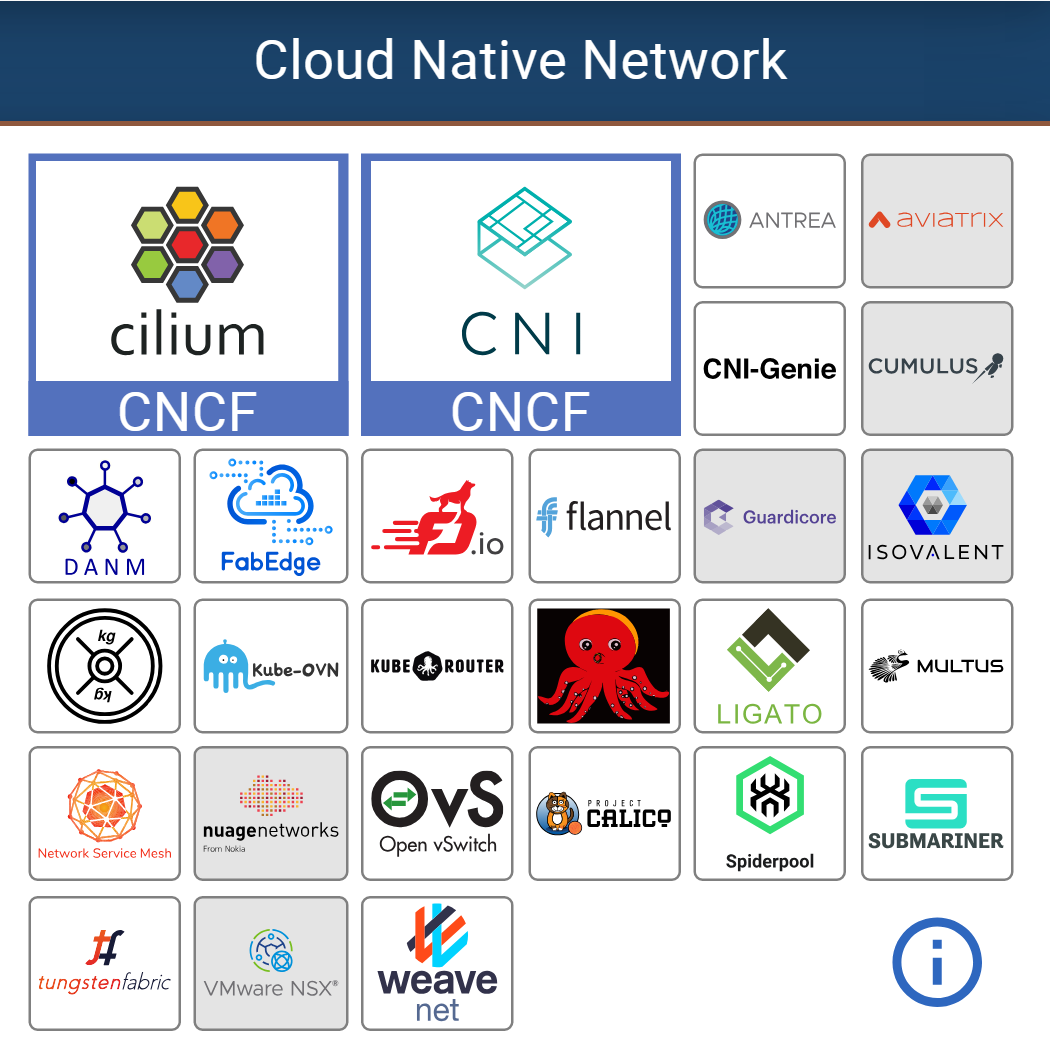 Cloud Native Network
cilium
CNCF
CNI
CNCF
ANTREA
aviatrix
CNI-Genie
CUMULUS
DANM
FabEdge
FD.io
flannel
Guardicore
ISOVALENT
kg
kg
Kube-OVN
KUBE ROUTER
LIGATO
MULTUS
Network Service Mesh
nuagenetworks
From Nokia
OvS
Open vSwitch
PROJECT
CALICO
Spiderpool
SUBMARINER
tf
tungstenfabric
VMware NSX®
weave
net
i